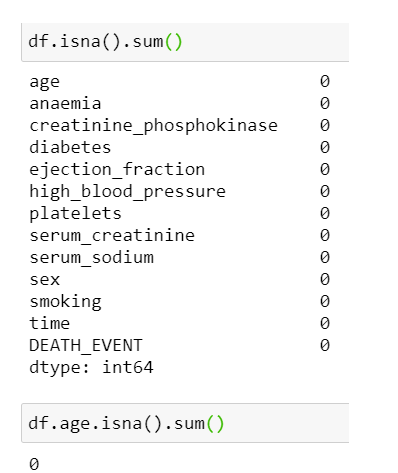 df.isna().sum()
age 0
anaemia 0
creatinine_phosphokinase 0
diabetes 0
ejection_fraction 0
high_blood_pressure 0
platelets 0
serum_creatinine 0
serum_sodium 0
sex 0
smoking 0
time 0
DEATH_EVENT 0
dtype: int64
df.age.isna().sum()
0